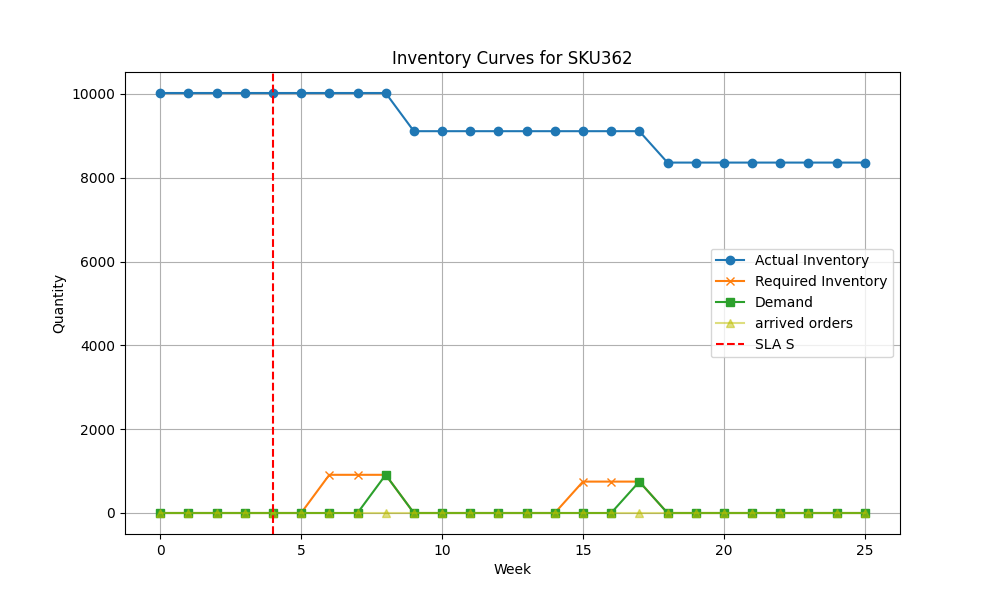 Inventory Curves for SKU362
10000
8000
6000
4000
2000
0
Quantity
Actual Inventory
Required Inventory
Demand
arrived orders
SLA S
0 5 10 15 20 25
Week